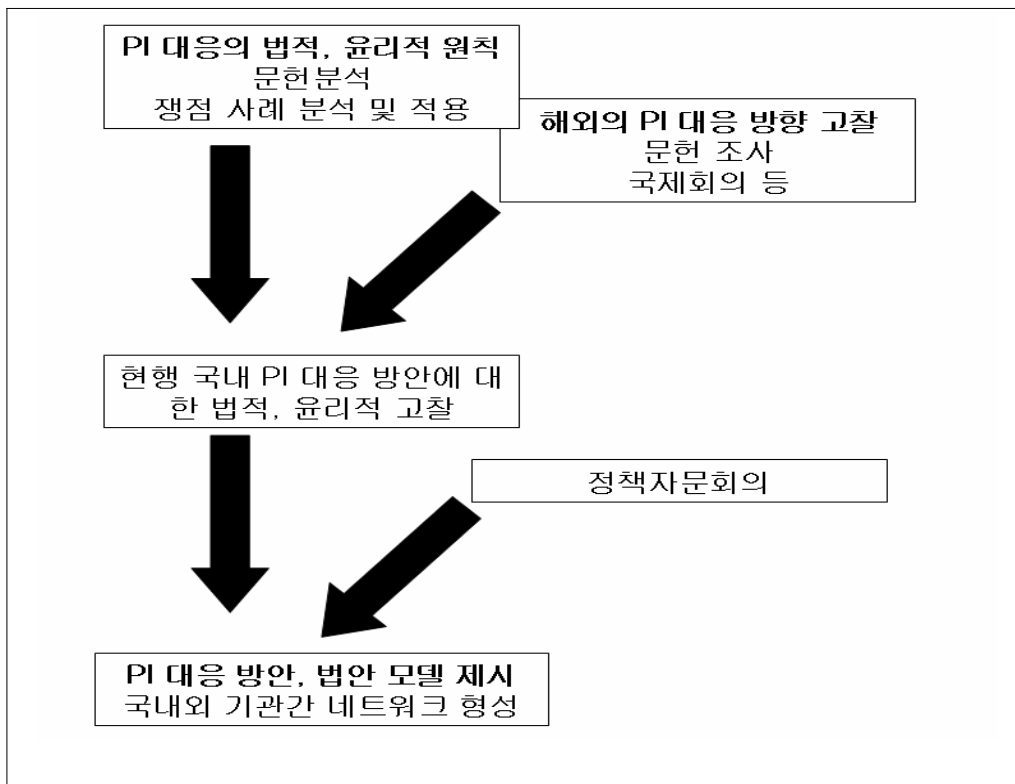 PI 대응의 법적, 윤리적 원칙
문헌분석
쟁점 사례 분석 및 적용
해외의 PI 대응 방향 고찰
문헌 조사
국제회의 등
현행 국내 PI 대응 방안에 대
한 법적, 윤리적 고찰
정책자문회의
PI 대응 방안, 법안 모델 제시
국내외 기관간 네트워크 형성